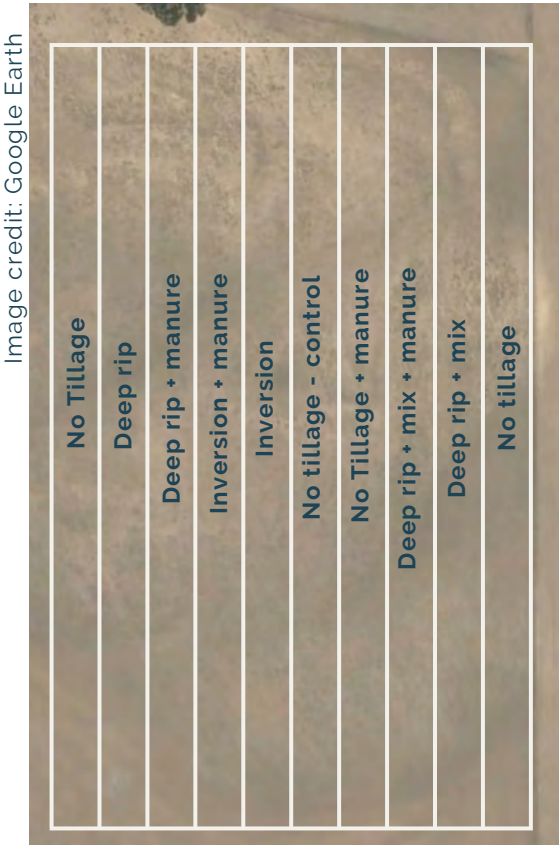 Image credit: Google Earth
No Tillage
Deep rip
Deep rip + manure
Inversion + manure
Inversion
No tillage - control
No Tillage + manure
Deep rip + mix + manure
Deep rip + mix
No tillage